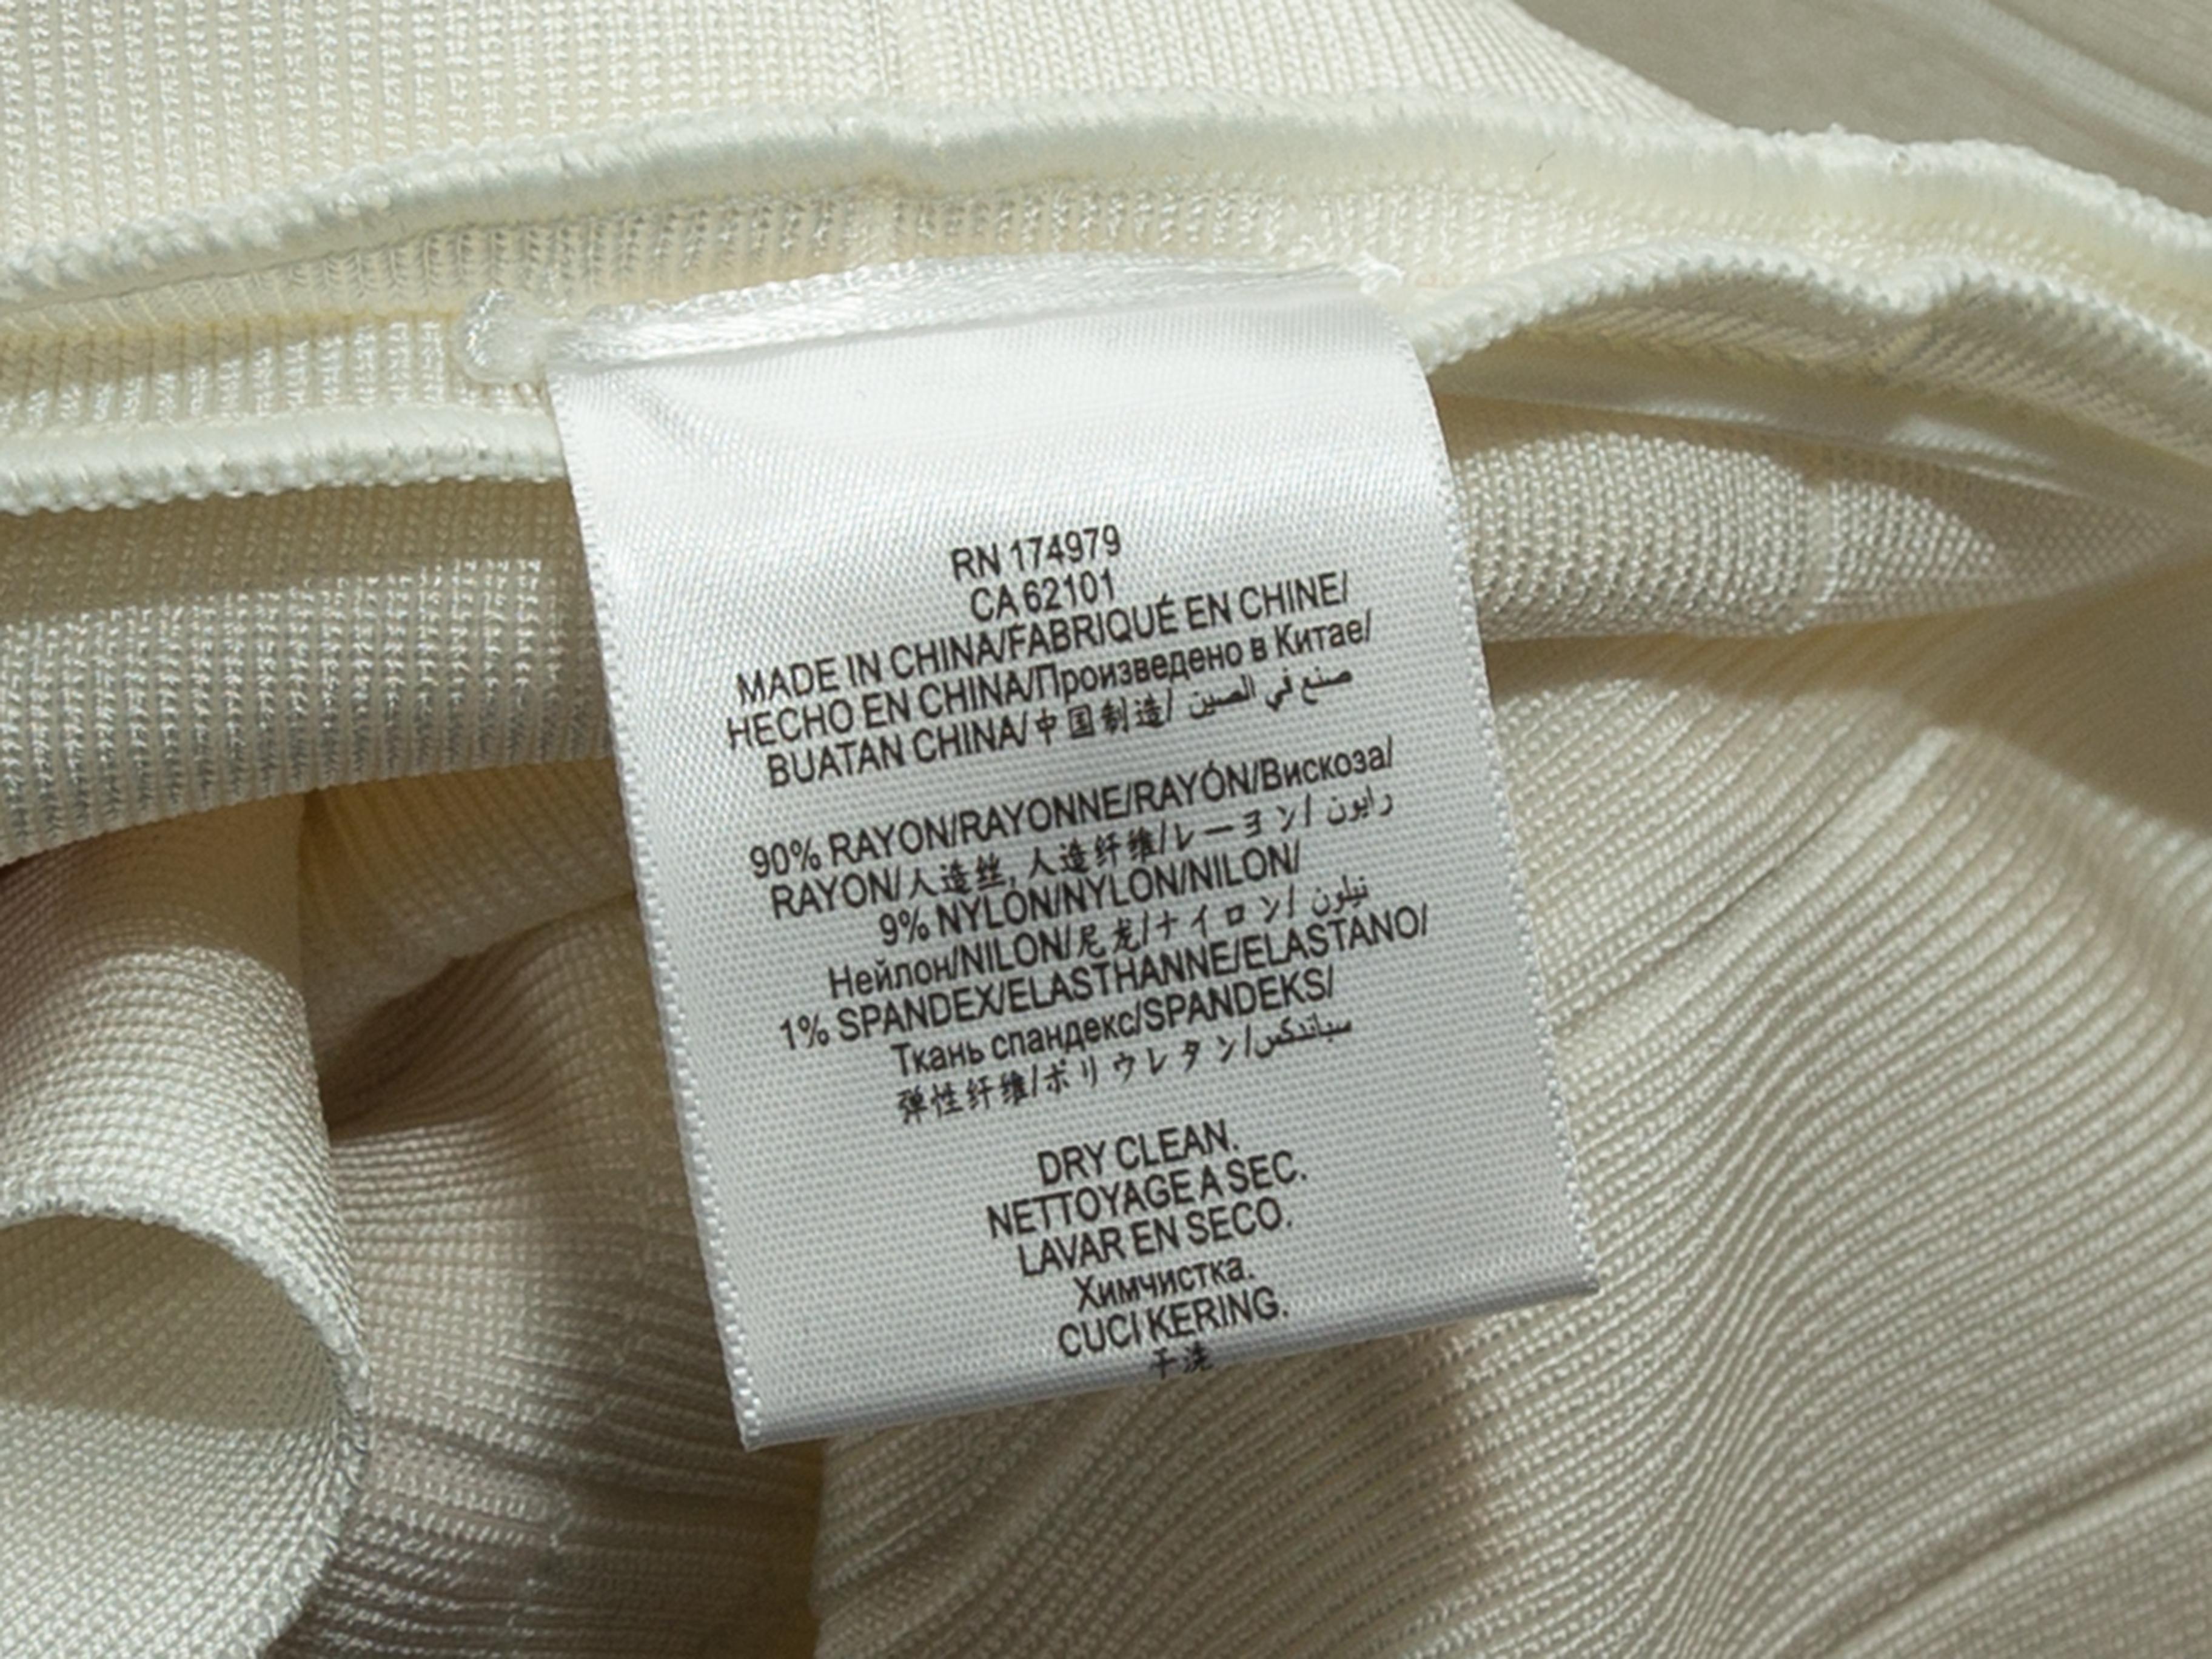 RN 174979
CA 62101
MADE IN CHINA/FABRIQUÉ EN CHINE/
HECHO EN CHINA/Произведено в Китае/
BUATAN CHINA/中国制造/ صنع في الصين
90% RAYON/RAYONNE/RAYÓN/Вискоза/
RAYON/人造丝, 人造纤维/レーヨン/ رايون
9% NYLON/NYLON/NILON/
Нейлон/NILON/尼龙/ナイロン/ نيلون
1% SPANDEX/ELASTHANNE/ELASTANO/
Ткань спандекс/SPANDEKS/
弹性纤维/ポリウレタン/سباندكس
DRY CLEAN.
NETTOYAGE A SEC.
LAVAR EN SECO.
Химчистка.
CUCI KERING.
干洗